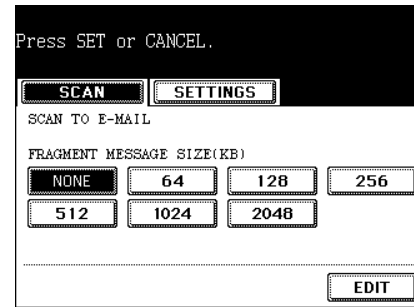 Press SET or CANCEL.
SCAN SETTINGS
SCAN TO E-MAIL
FRAGMENT MESSAGE SIZE(KB)
NONE 64 128 256
512 1024 2048
EDIT